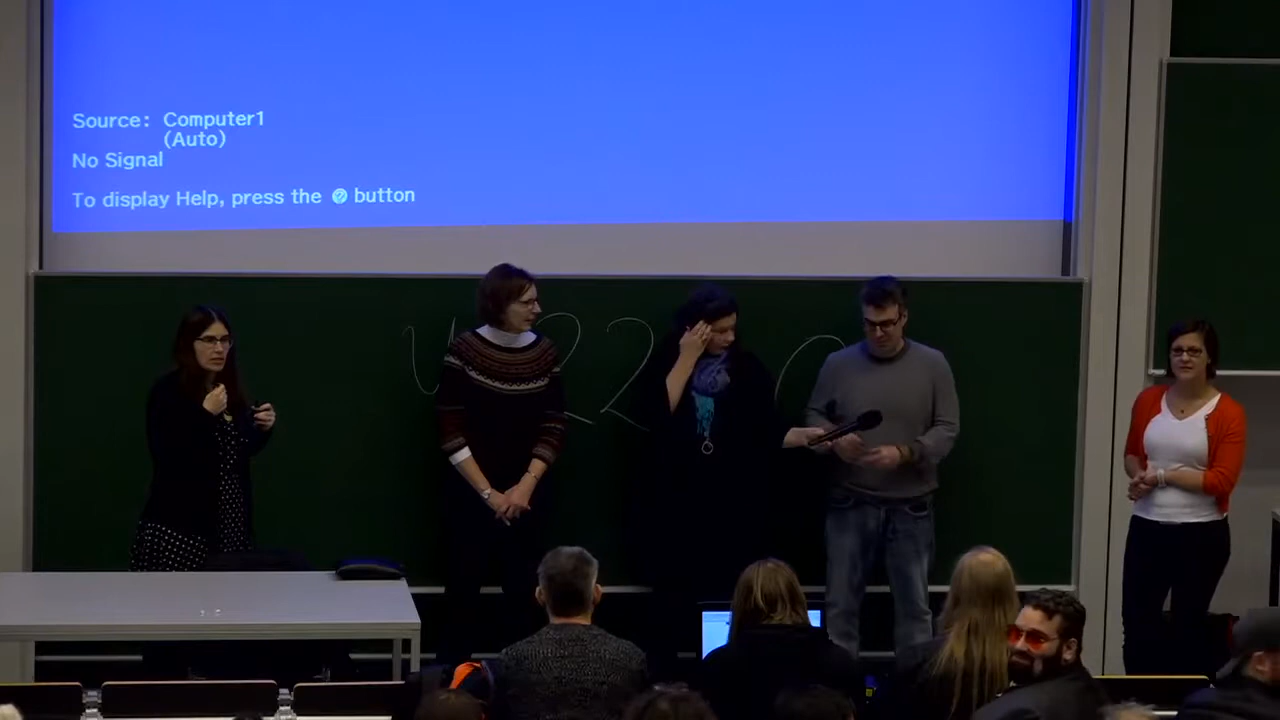 Source: Computer1
(Auto)
No Signal
To display Help, press the button